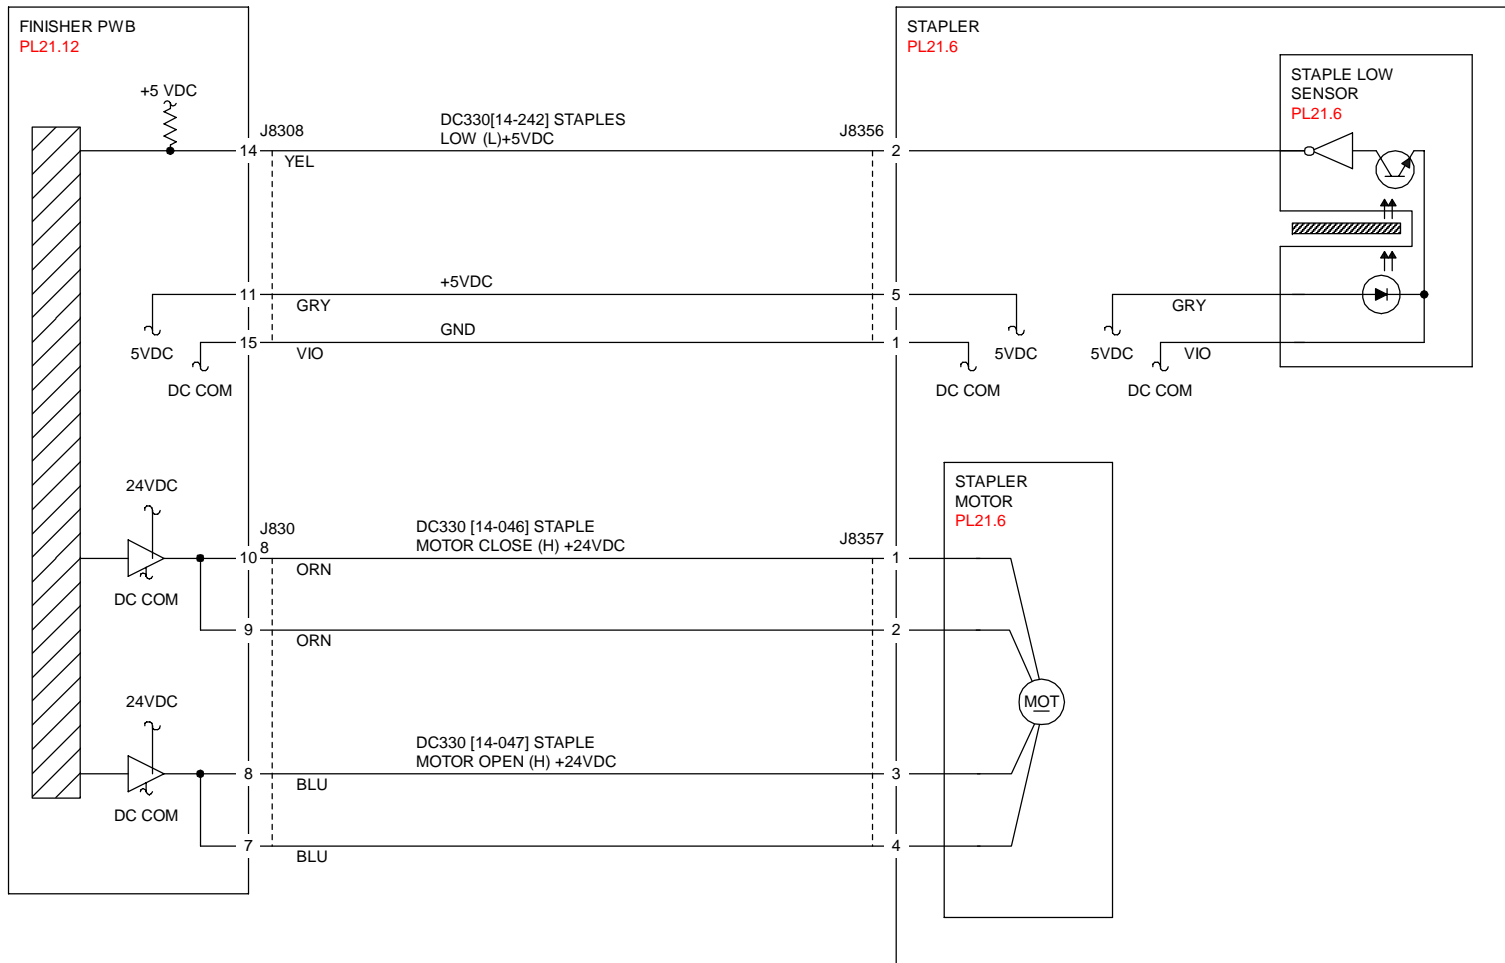 FINISHER PWB
PL21.12
+5 VDC
J8308
14
YEL
DC330[14-242] STAPLES
LOW (L)+5VDC
J8356
2
STAPLER
PL21.6
STAPLE LOW
SENSOR
PL21.6
11
GRY
+5VDC
5
GRY
5VDC
15
VIO
GND
1
5VDC
5VDC
VIO
DC COM
DC COM
DC COM
24VDC
DC COM
J830
8
10
ORN
DC330 [14-046] STAPLE
MOTOR CLOSE (H) +24VDC
J8357
1
STAPLER
MOTOR
PL21.6
9
ORN
2
MOT
24VDC
DC COM
8
BLU
DC330 [14-047] STAPLE
MOTOR OPEN (H) +24VDC
3
7
BLU
4